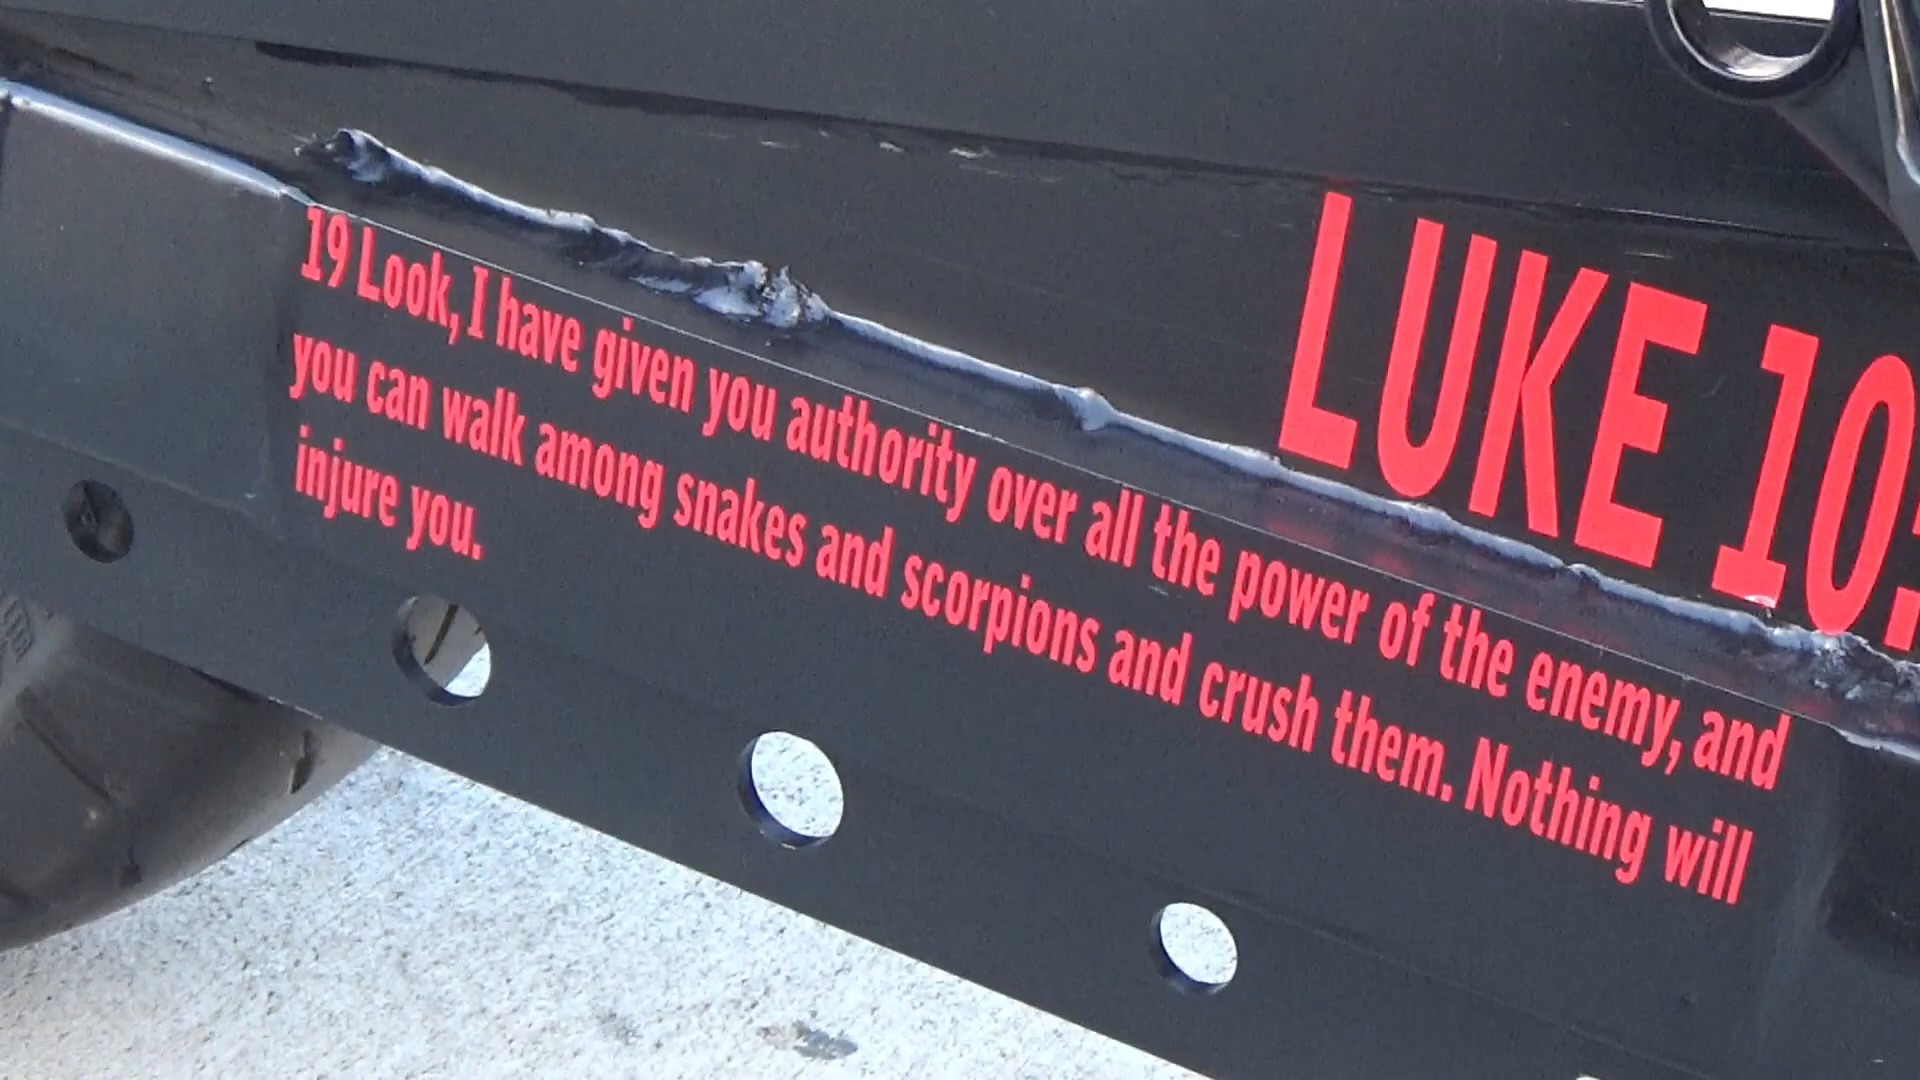 LUKE 10:
19 Look, I have given you authority over all the power of the enemy, and
you can walk among snakes and scorpions and crush them. Nothing will
injure you.